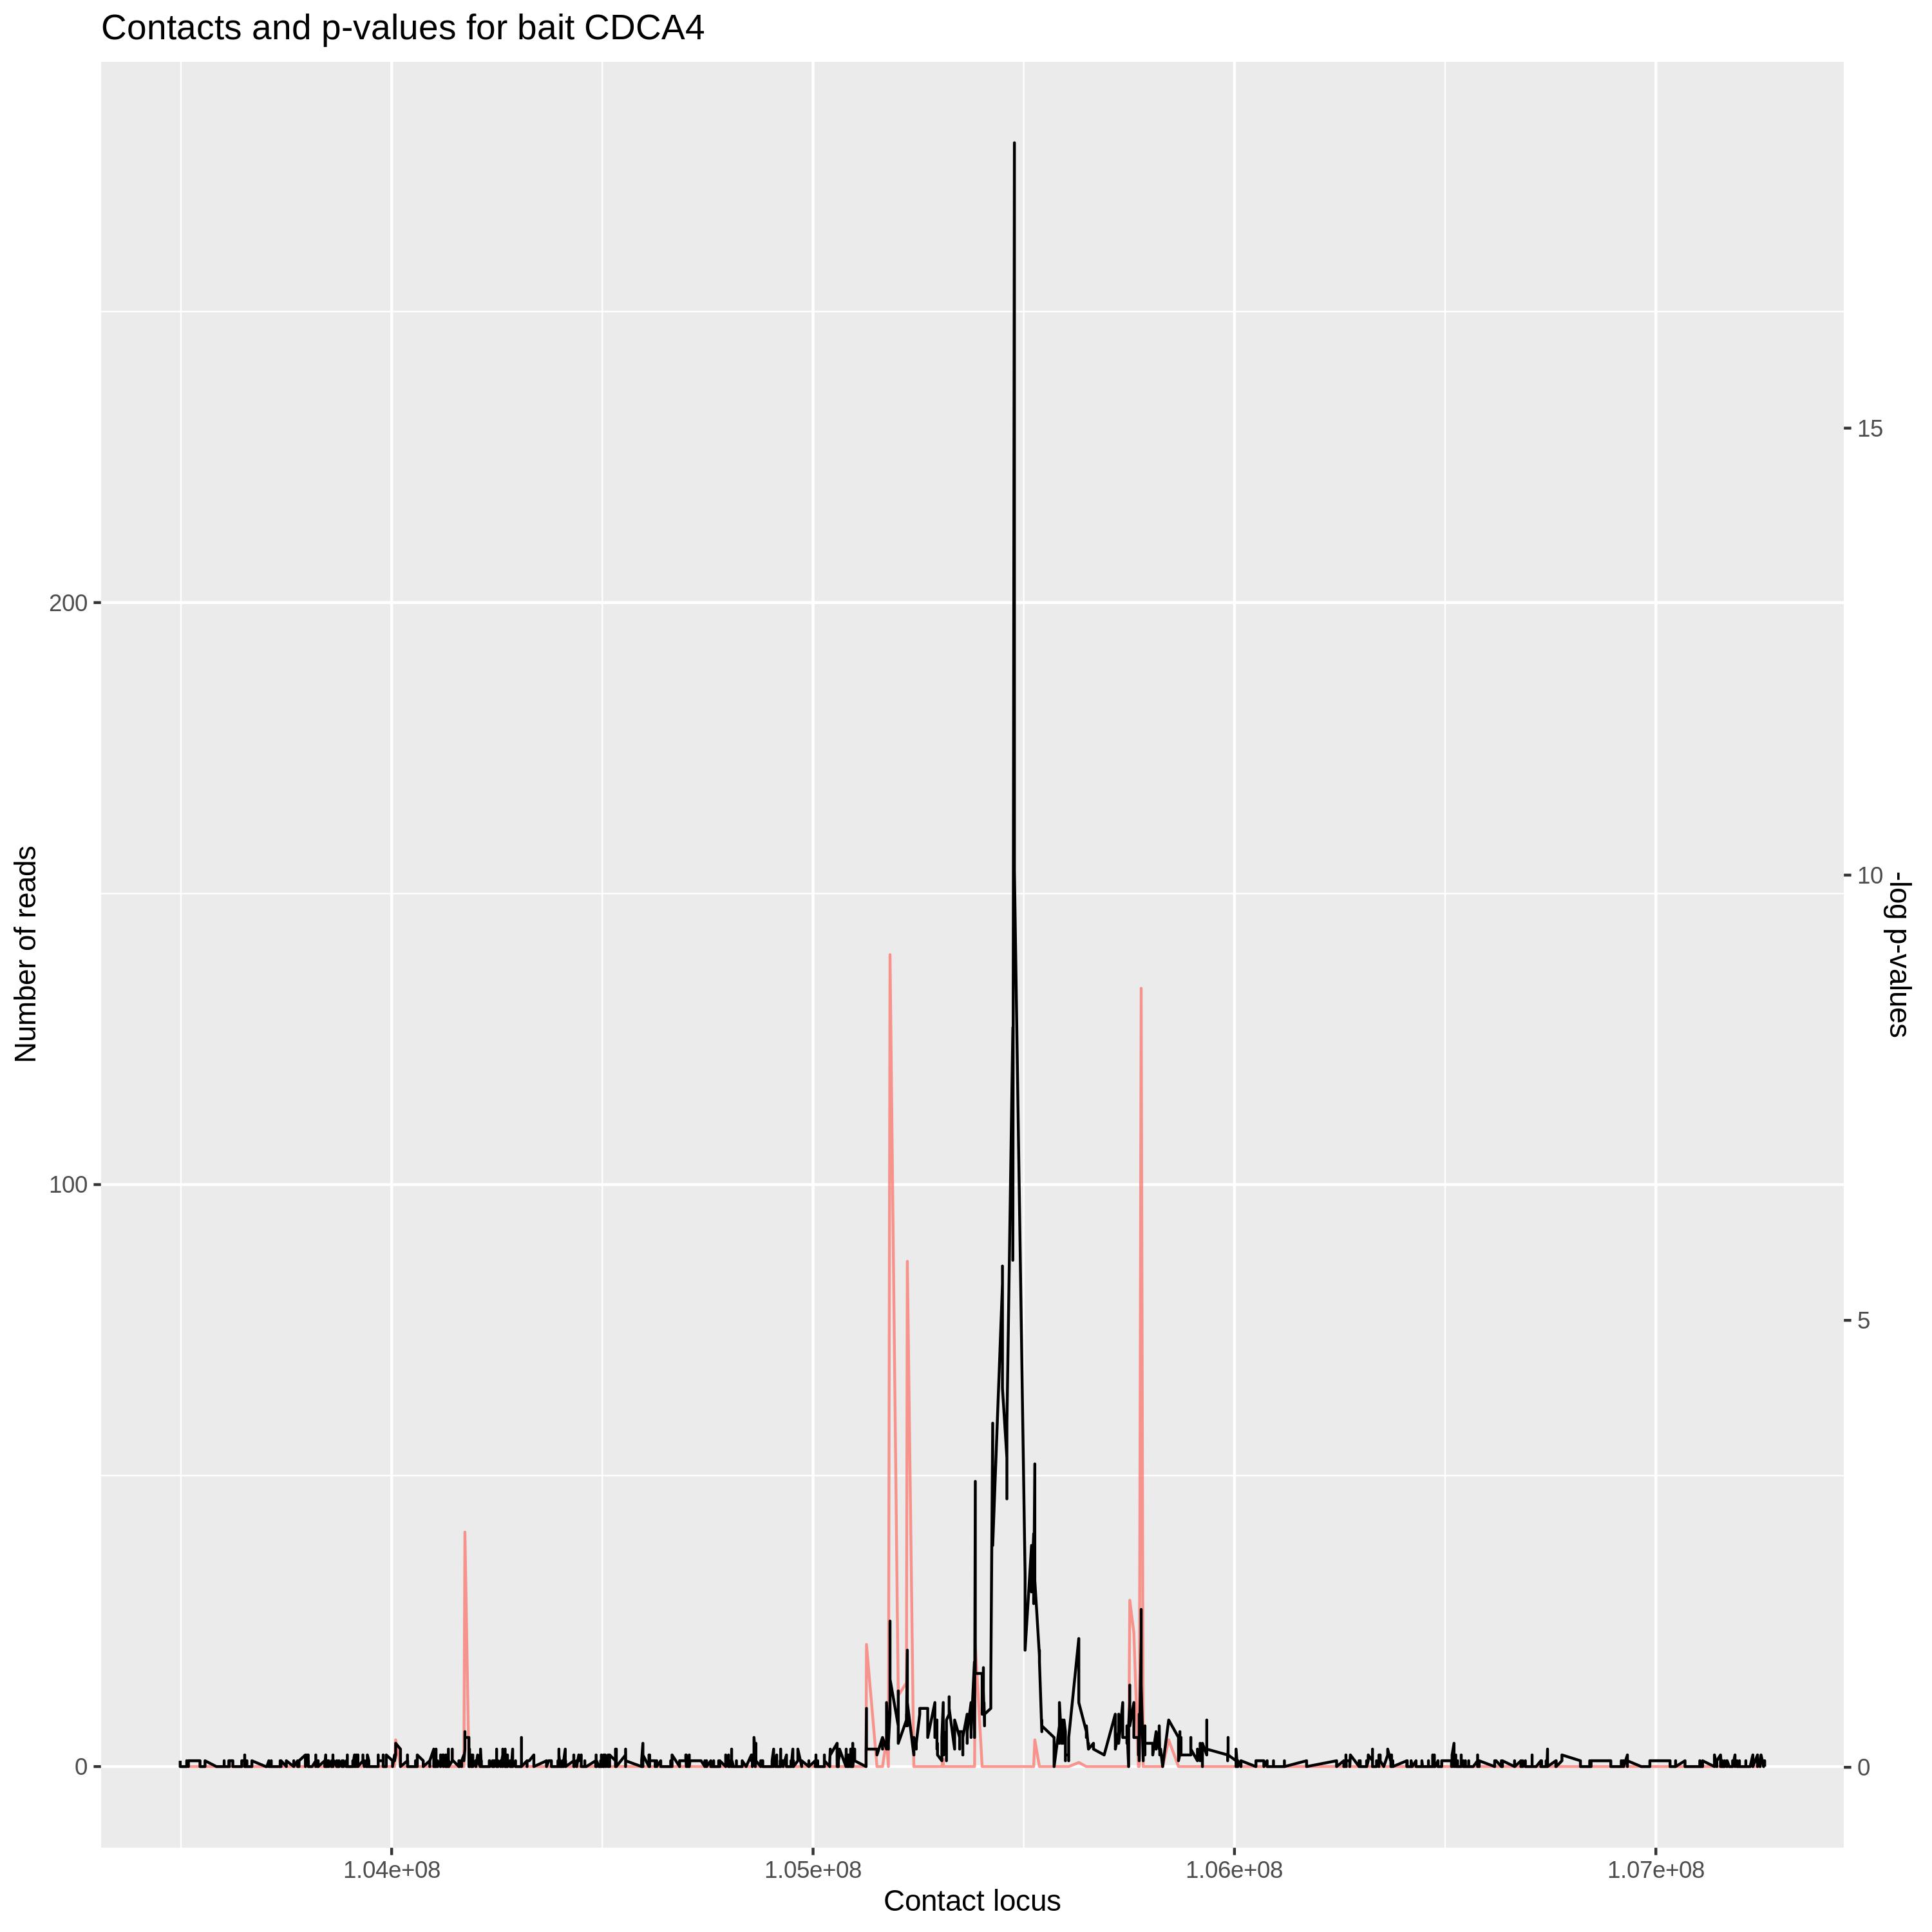 Contacts and p-values for bait CDCA4
Number of reads
200
100
0
15
10
5
0
-log p-values
1.04e+08 1.05e+08 1.06e+08 1.07e+08
Contact locus